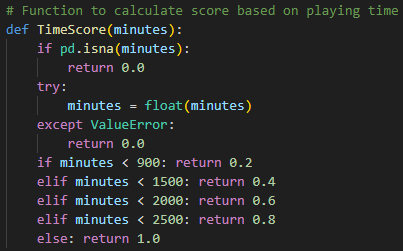 # Function to calculate score based on playing time
def TimeScore(minutes):
    if pd.isna(minutes):
        return 0.0
    try:
        minutes = float(minutes)
    except ValueError:
        return 0.0
    if minutes < 900: return 0.2
    elif minutes < 1500: return 0.4
    elif minutes < 2000: return 0.6
    elif minutes < 2500: return 0.8
    else: return 1.0